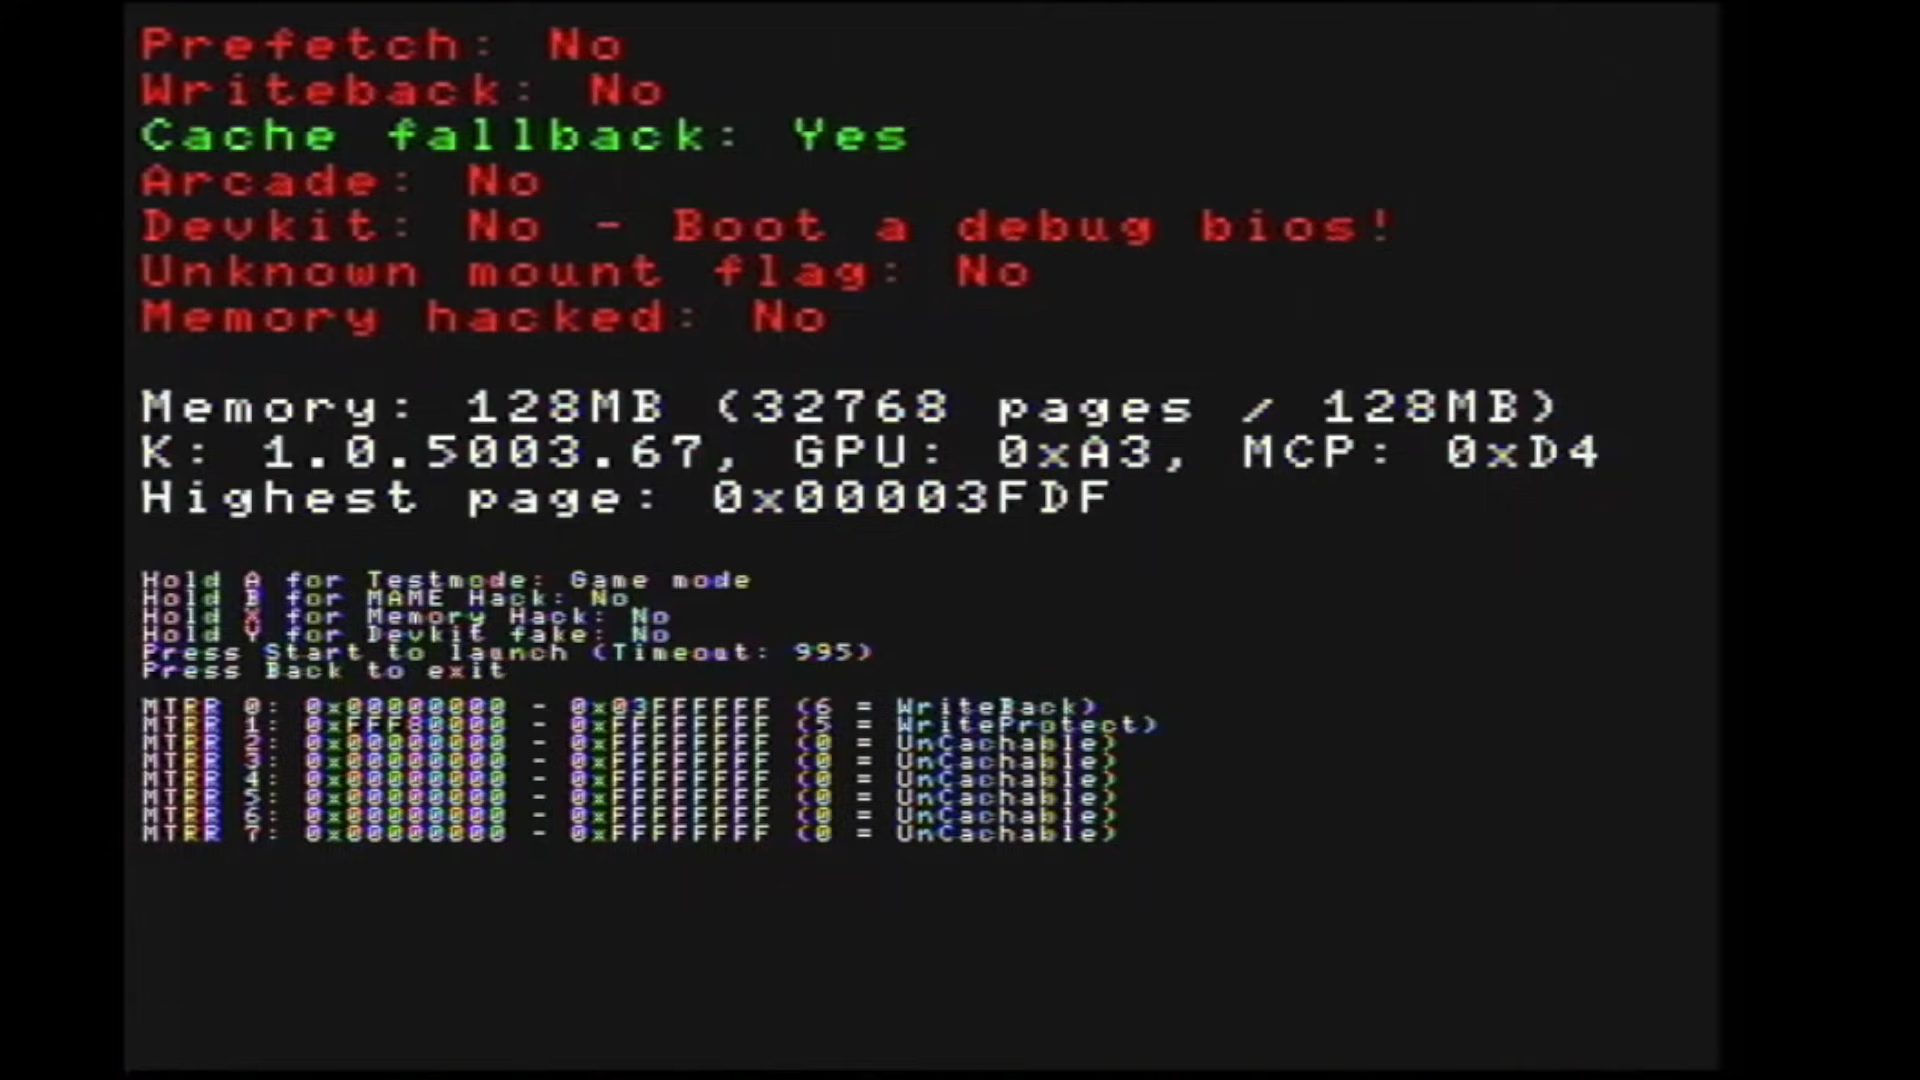 Prefetch: No
Writeback: No
Cache fallback: Yes
Arcade: No
Devkit: No - Boot a debug bios!
Unknown mount flag: No
Memory hacked: No
Memory: 128MB (32768 pages / 128MB)
K: 1.0.5003.67, GPU: 0xA3, MCP: 0xD4
Highest page: 0x00003FDF
Hold A for Testmode: Game mode
Hold B for MAME Hack: No
Hold X for Memory Hack: No
Hold Y for Devkit fake: No
Press Start to launch (Timeout: 995)
Press Back to exit
MTRR 0: 0x00000000 - 0x03FFFFFF (6 = WriteBack)
MTRR 1: 0xFFF80000 - 0xFFFFFFFF (5 = WriteProtect)
MTRR 2: 0x00000000 - 0xFFFFFFFF (0 = UnCachable)
MTRR 3: 0x00000000 - 0xFFFFFFFF (0 = UnCachable)
MTRR 4: 0x00000000 - 0xFFFFFFFF (0 = UnCachable)
MTRR 5: 0x00000000 - 0xFFFFFFFF (0 = UnCachable)
MTRR 6: 0x00000000 - 0xFFFFFFFF (0 = UnCachable)
MTRR 7: 0x00000000 - 0xFFFFFFFF (0 = UnCachable)